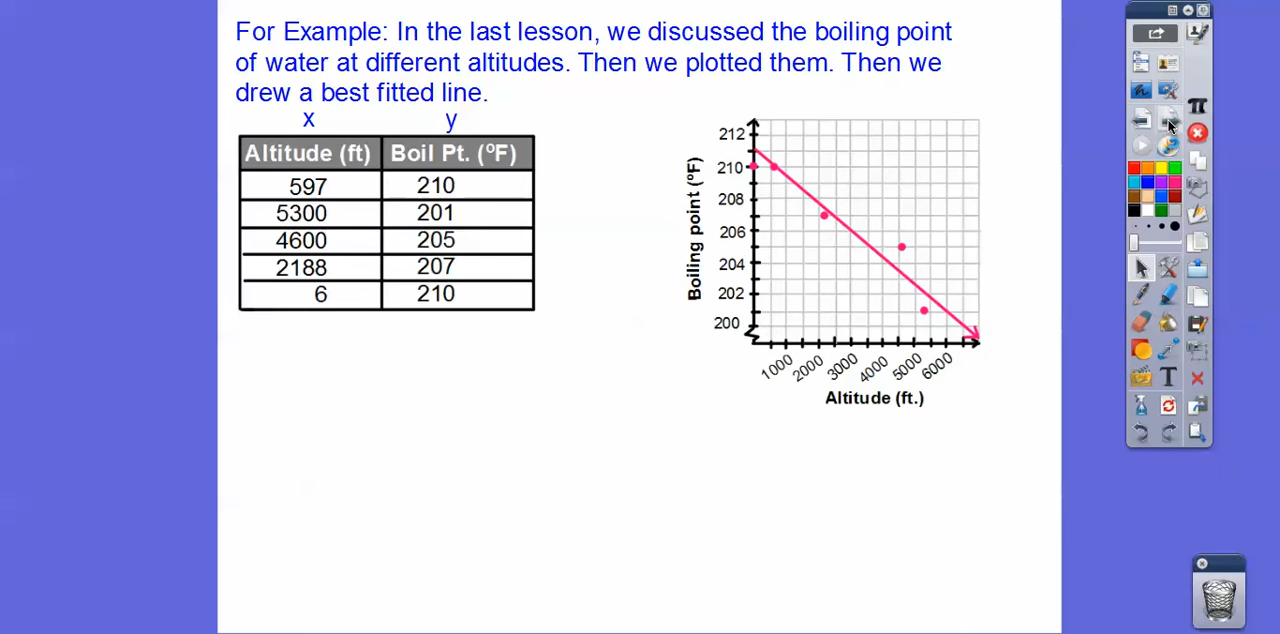 For Example: In the last lesson, we discussed the boiling point
of water at different altitudes. Then we plotted them. Then we
drew a best fitted line.
x y
Altitude (ft) Boil Pt. (ºF)
597 210
5300 201
4600 205
2188 207
6 210
Boiling point (ºF)
212
210
208
206
204
202
200
1000 2000 3000 4000 5000 6000
Altitude (ft.)